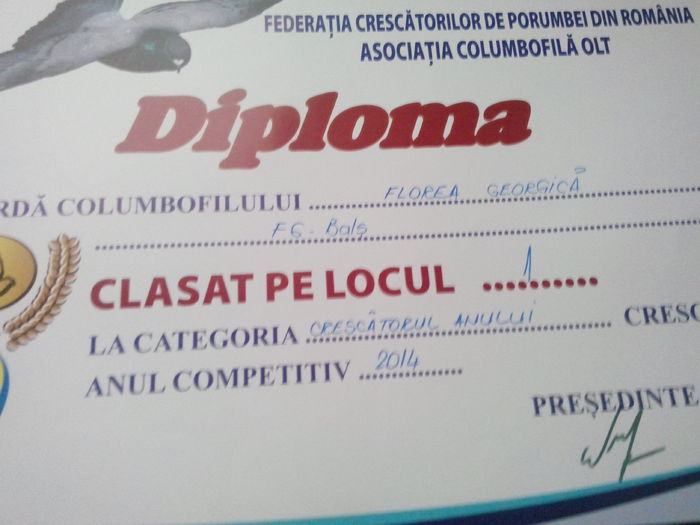 FEDERAȚIA CRESCĂTORILOR DE PORUMBEI DIN ROMÂNIA
ASOCIAȚIA COLUMBOFILĂ OLT
Diploma
RDĂ COLUMBOFILULUI ..... FLOREA GEORGICĂ
FG - Balș
CLASAT PE LOCUL ..... 1 .....
LA CATEGORIA CRESCĂTORUL ANULUI ..... CRESC
ANUL COMPETITIV ..... 2014 .....
PREȘEDINTE